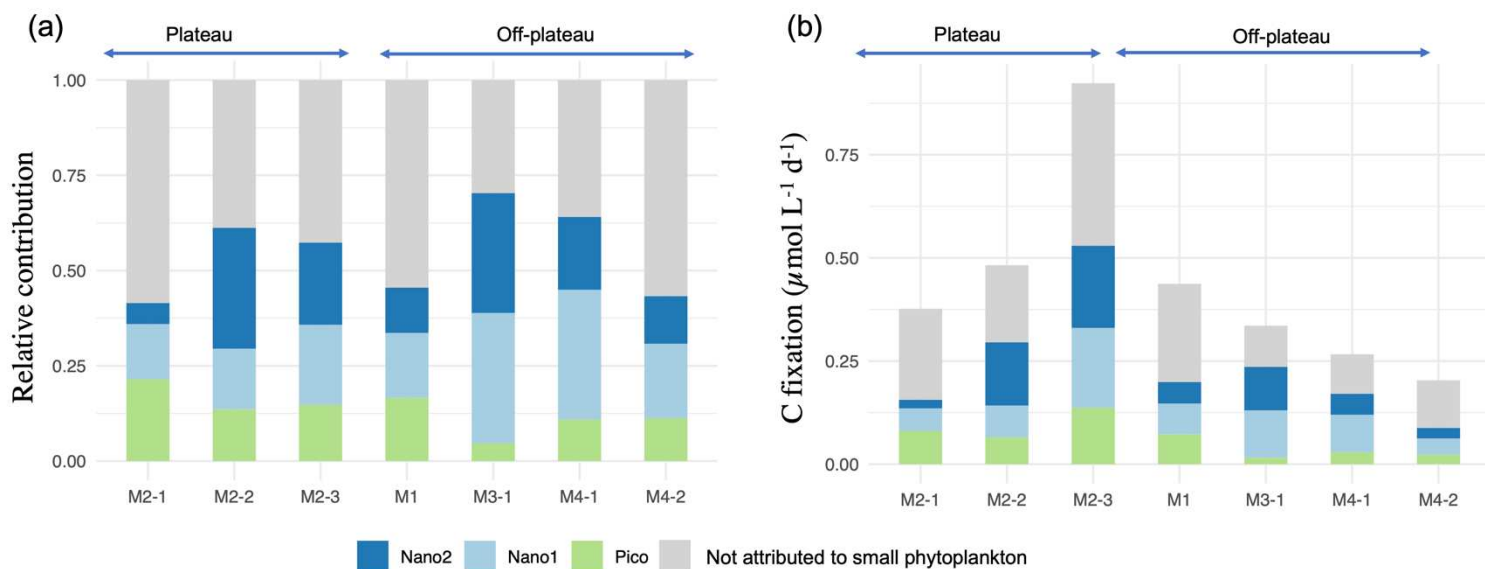 (a)
Plateau
Off-plateau
Relative contribution
1.00
0.75
0.50
0.25
0.00
M2-1 M2-2 M2-3 M1 M3-1 M4-1 M4-2
(b)
Plateau
Off-plateau
C fixation (µmol L⁻¹ d⁻¹)
0.75
0.50
0.25
0.00
M2-1 M2-2 M2-3 M1 M3-1 M4-1 M4-2
Nano2 Nano1 Pico Not attributed to small phytoplankton